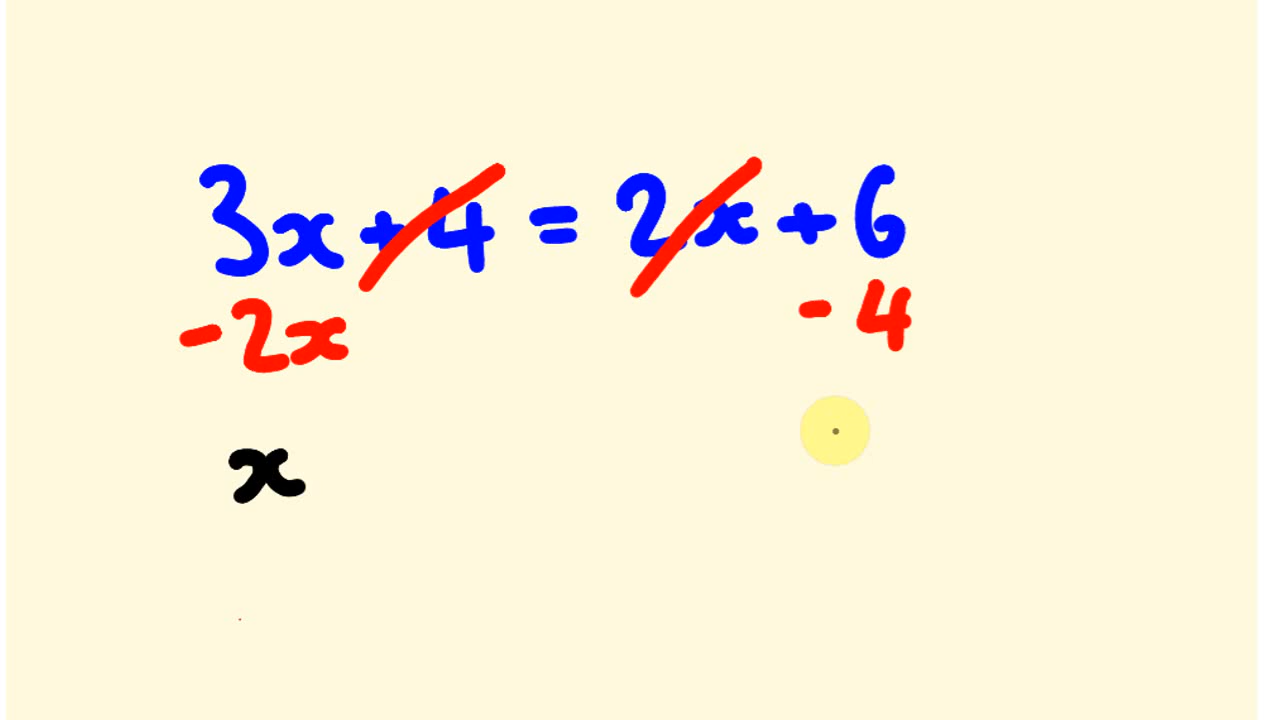 3x + 4 = 2x + 6
- 2x - 4
x